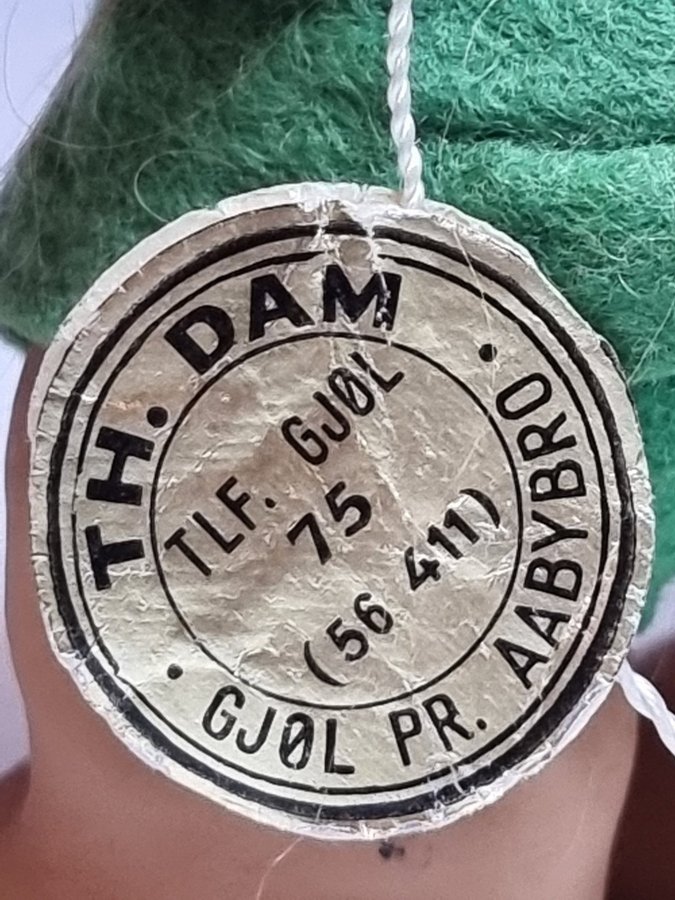 TH. DAM
TLF. GJØL
75
(56 411)
GJØL PR. AABYBRO